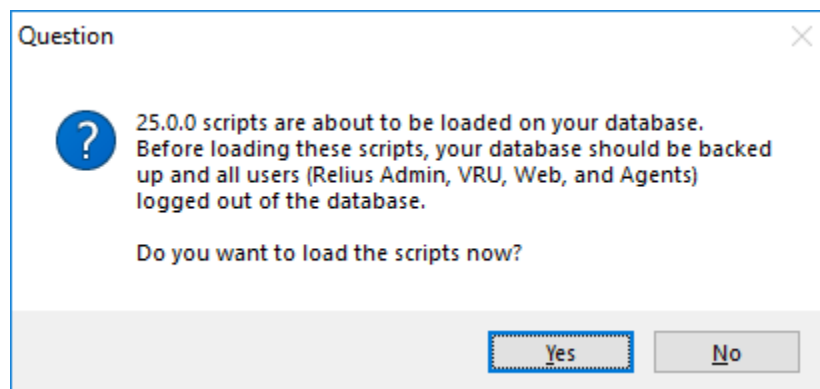 Question
25.0.0 scripts are about to be loaded on your database.
Before loading these scripts, your database should be backed
up and all users (Relius Admin, VRU, Web, and Agents)
logged out of the database.
Do you want to load the scripts now?
Yes No